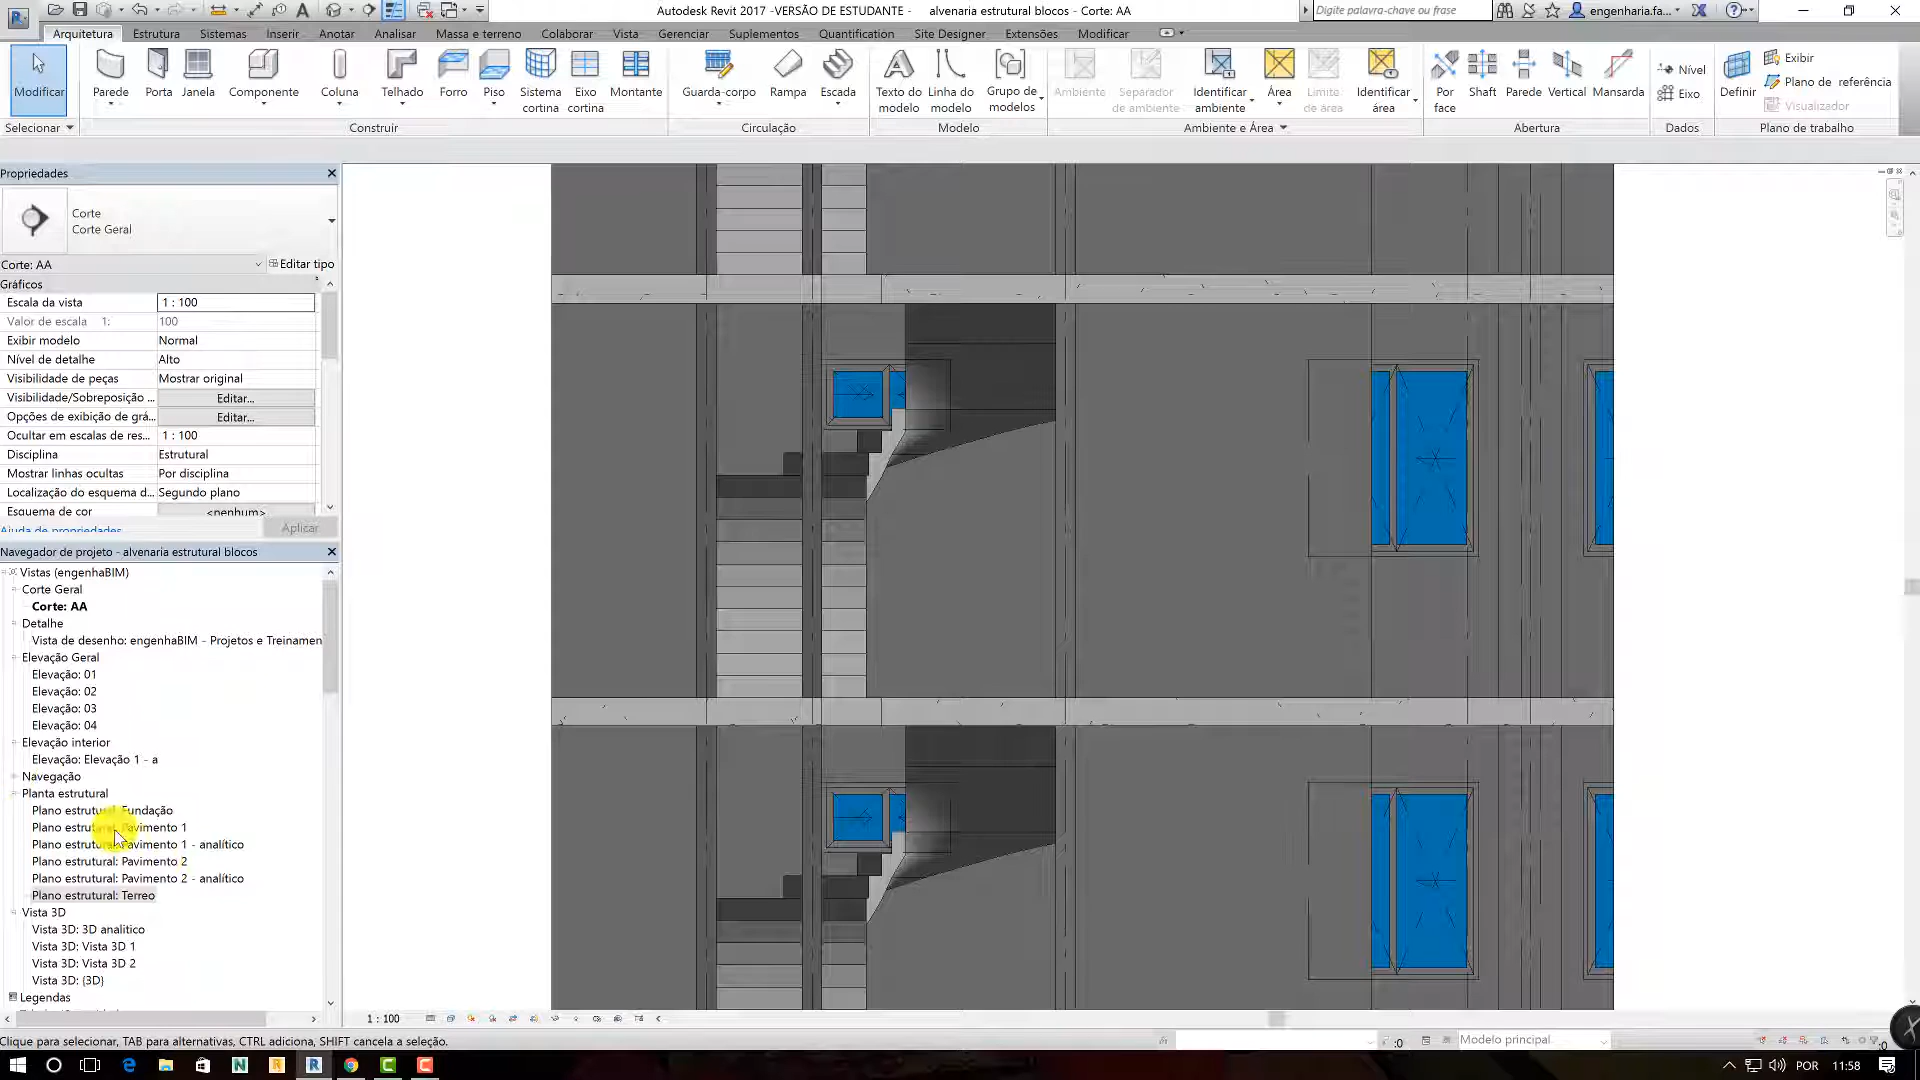 Autodesk Revit 2017 -VERSÃO DE ESTUDANTE - alvenaria estrutural blocos - Corte: AA
Digite palavra-chave ou frase
engenharia.fa...
Arquitetura Estrutura Sistemas Inserir Anotar Analisar Massa e terreno Colaborar Vista Gerenciar Suplementos Quantification Site Designer Extensões Modificar
Modificar
Parede
Porta
Janela
Componente
Coluna
Telhado
Forro
Piso
Sistema cortina
Eixo cortina
Montante
Guarda-corpo
Rampa
Escada
Texto do modelo
Linha do modelo
Grupo de modelos
Ambiente
Separador de ambiente
Identificar ambiente
Área
Limite de área
Identificar área
Por face
Shaft
Parede
Vertical
Mansarda
Nível
Eixo
Definir
Exibir
Plano de referência
Visualizador
Selecionar
Construir
Circulação
Modelo
Ambiente e Área
Abertura
Dados
Plano de trabalho
Propriedades
Corte
Corte Geral
Corte: AA
Editar tipo
Gráficos
Escala da vista 1 : 100
Valor de escala 1: 100
Exibir modelo Normal
Nível de detalhe Alto
Visibilidade de peças Mostrar original
Visibilidade/Sobreposição ... Editar...
Opções de exibição de grá... Editar...
Ocultar em escalas de res... 1 : 100
Disciplina Estrutural
Mostrar linhas ocultas Por disciplina
Localização do esquema d... Segundo plano
Esquema de cor <nenhum>
Ajuda de propriedades
Aplicar
Navegador de projeto - alvenaria estrutural blocos
Vistas (engenhaBIM)
Corte Geral
Corte: AA
Detalhe
Vista de desenho: engenhaBIM - Projetos e Treinamen
Elevação Geral
Elevação: 01
Elevação: 02
Elevação: 03
Elevação: 04
Elevação interior
Elevação: Elevação 1 - a
Navegação
Planta estrutural
Plano estrutural: Fundação
Plano estrutural: Pavimento 1
Plano estrutural: Pavimento 1 - analítico
Plano estrutural: Pavimento 2
Plano estrutural: Pavimento 2 - analítico
Plano estrutural: Terreo
Vista 3D
Vista 3D: 3D analitico
Vista 3D: Vista 3D 1
Vista 3D: Vista 3D 2
Vista 3D: {3D}
Legendas
1 : 100
Clique para selecionar, TAB para alternativas, CTRL adiciona, SHIFT cancela a seleção.
:0
Modelo principal
:0
POR
11:58